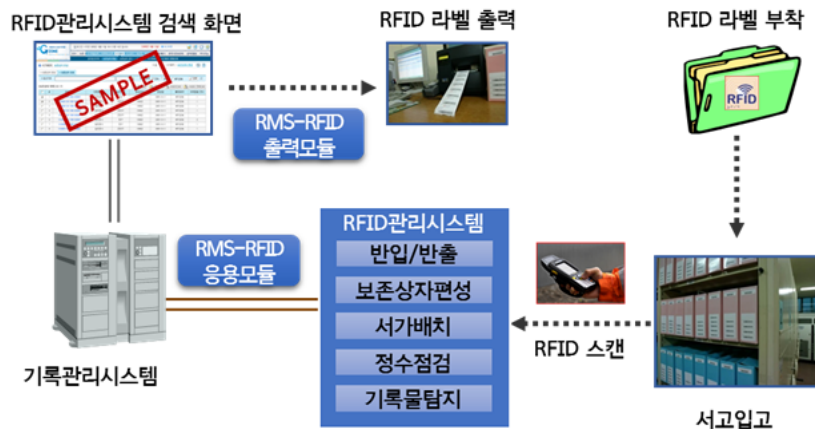 RFID관리시스템 검색 화면
RFID 라벨 출력
RFID 라벨 부착
SAMPLE
RFID
RMS-RFID
출력모듈
RFID관리시스템
RMS-RFID
응용모듈
반입/반출
보존상자편성
서가배치
정수점검
기록물탐지
RFID 스캔
기록관리시스템
서고입고